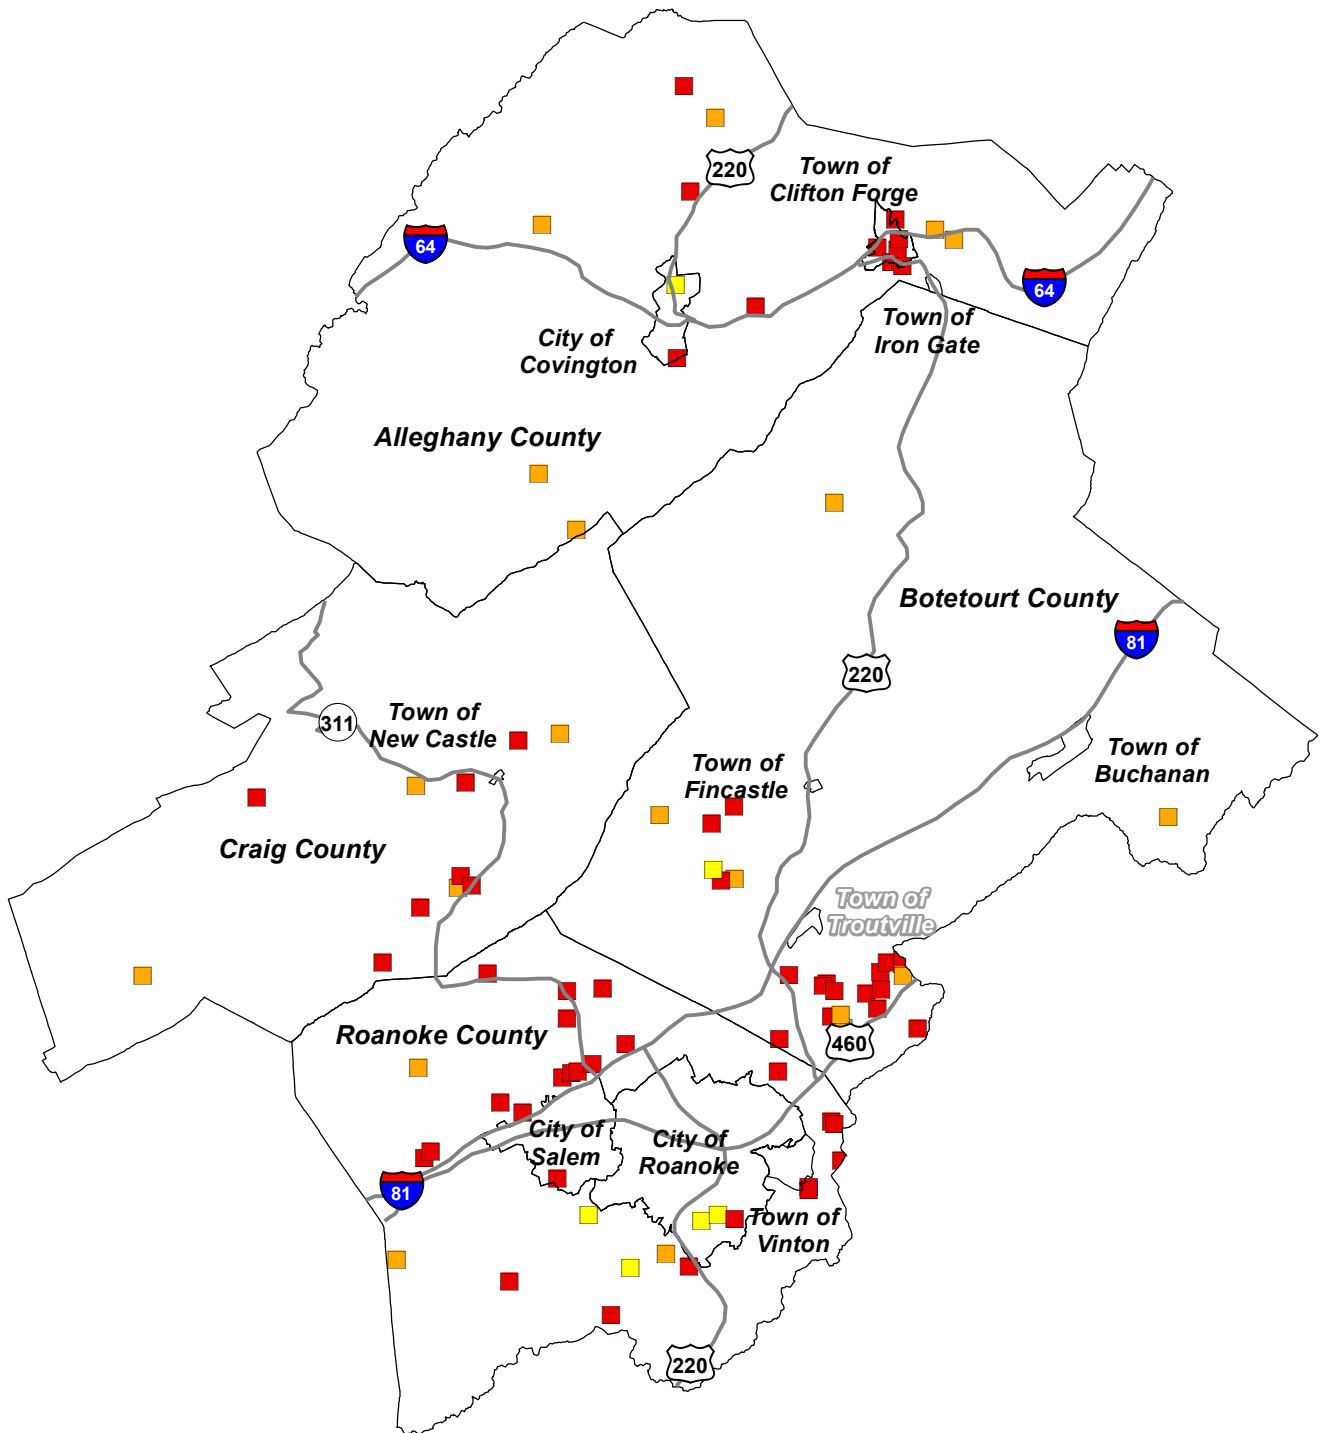 220
Town of
Clifton Forge
64
64
City of
Covington
Town of
Iron Gate
Alleghany County
Botetourt County
81
220
311
Town of
New Castle
Town of
Fincastle
Town of
Buchanan
Craig County
Town of
Troutville
Roanoke County
460
City of
Salem
City of
Roanoke
81
Town of
Vinton
220